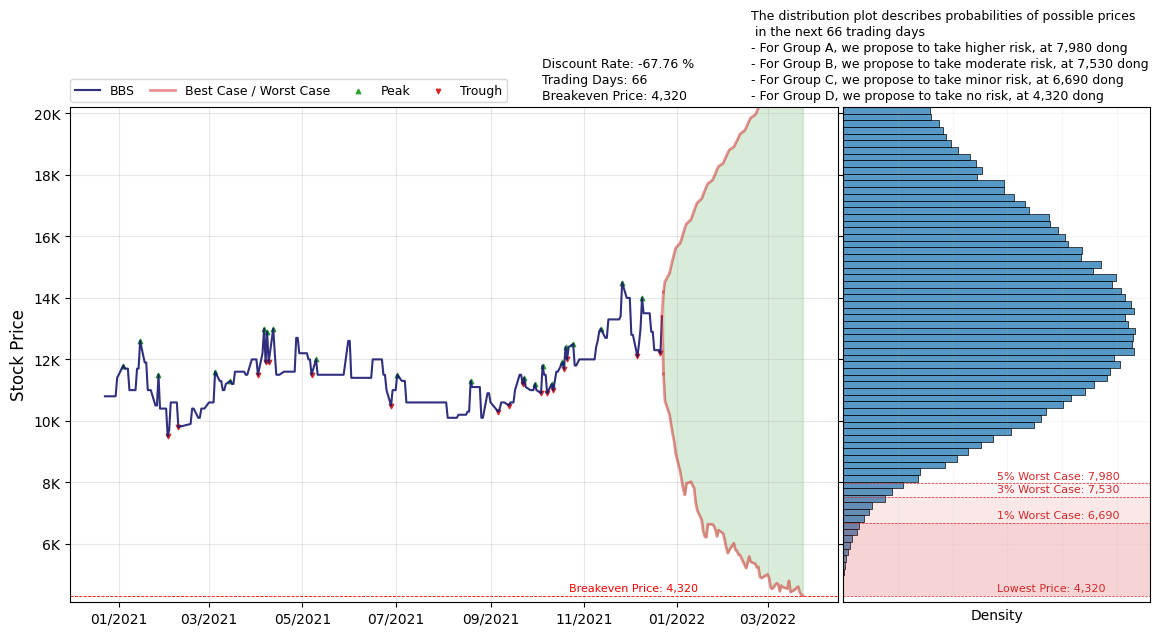 The distribution plot describes probabilities of possible prices
in the next 66 trading days
- For Group A, we propose to take higher risk, at 7,980 dong
- For Group B, we propose to take moderate risk, at 7,530 dong
- For Group C, we propose to take minor risk, at 6,690 dong
- For Group D, we propose to take no risk, at 4,320 dong
Discount Rate: -67.76 %
Trading Days: 66
Breakeven Price: 4,320
BBS
Best Case / Worst Case
Peak
Trough
Stock Price
20K
18K
16K
14K
12K
10K
8K
6K
5% Worst Case: 7,980
3% Worst Case: 7,530
1% Worst Case: 6,690
Breakeven Price: 4,320
Lowest Price: 4,320
01/2021
03/2021
05/2021
07/2021
09/2021
11/2021
01/2022
03/2022
Density